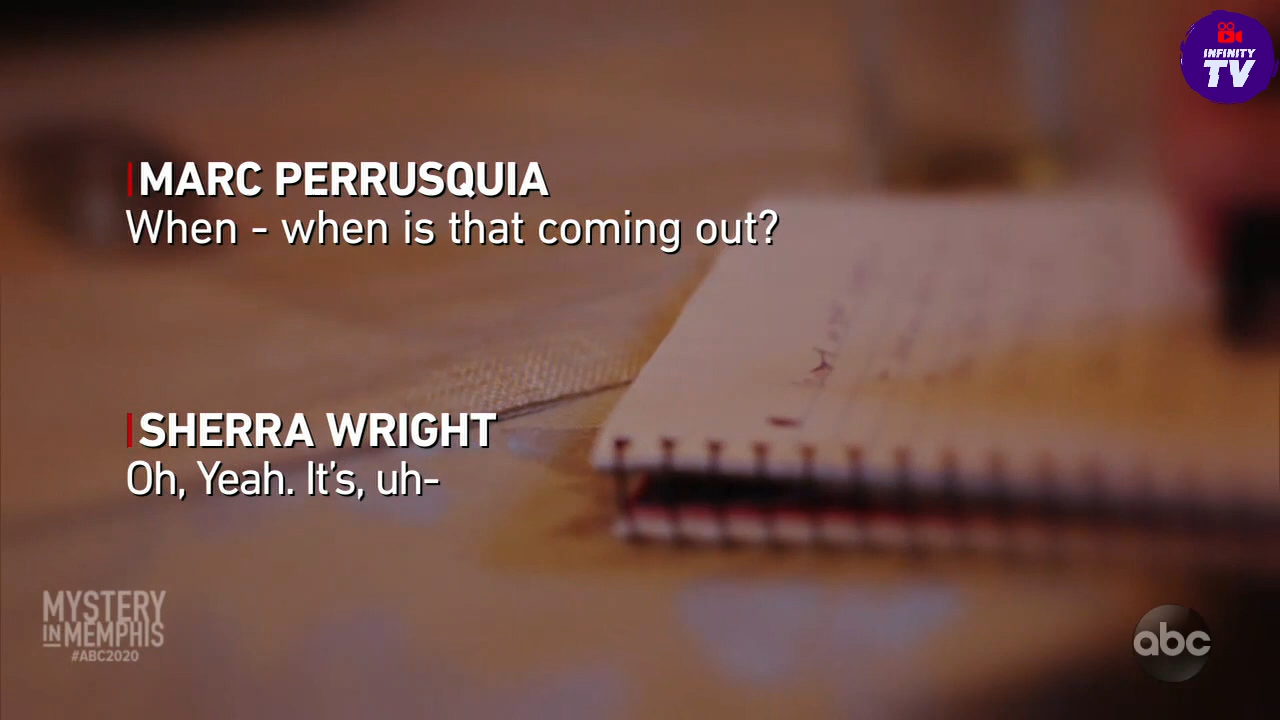 INFINITY
TV
MARC PERRUSQUIA
When - when is that coming out?
SHERRA WRIGHT
Oh, Yeah. It's, uh-
MYSTERY
IN MEMPHIS
#ABC2020
abc